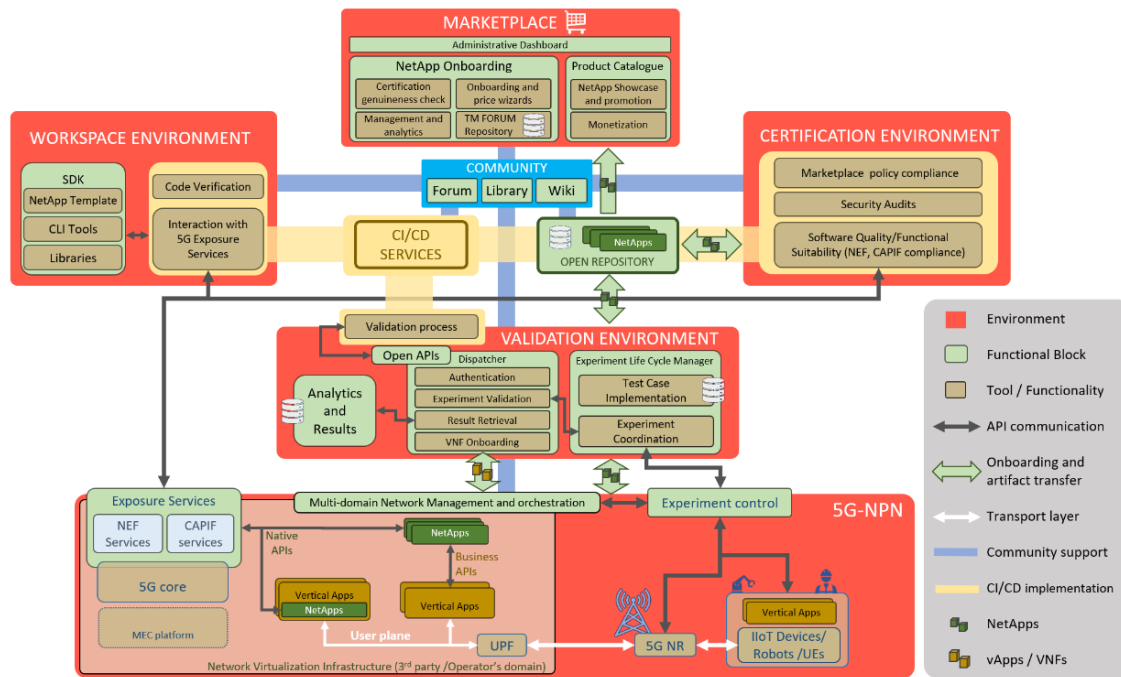 MARKETPLACE
Administrative Dashboard
NetApp Onboarding
Certification
genuineness check
Onboarding and
price wizards
Management and
analytics
TM FORUM
Repository
Product Catalogue
NetApp Showcase
and promotion
Monetization
WORKSPACE ENVIRONMENT
SDK
NetApp Template
CLI Tools
Libraries
Code Verification
Interaction with
5G Exposure
Services
COMMUNITY
Forum
Library
Wiki
CI/CD
SERVICES
NetApps
OPEN REPOSITORY
CERTIFICATION ENVIRONMENT
Marketplace policy compliance
Security Audits
Software Quality/Functional
Suitability (NEF, CAPIF compliance)
Validation process
VALIDATION ENVIRONMENT
Open APIs
Dispatcher
Authentication
Experiment Validation
Result Retrieval
VNF Onboarding
Analytics
and
Results
Experiment Life Cycle Manager
Test Case
Implementation
Experiment
Coordination
Exposure Services
NEF
Services
CAPIF
services
5G core
MEC platform
Multi-domain Network Management and orchestration
Experiment control
5G-NPN
Native
APIs
NetApps
Business
APIs
Vertical Apps
NetApps
Vertical Apps
User plane
UPF
5G NR
Vertical Apps
IIoT Devices/
Robots /UEs
Network Virtualization Infrastructure (3rd party /Operator's domain)
Environment
Functional Block
Tool / Functionality
API communication
Onboarding and
artifact transfer
Transport layer
Community support
CI/CD implementation
NetApps
vApps / VNFs